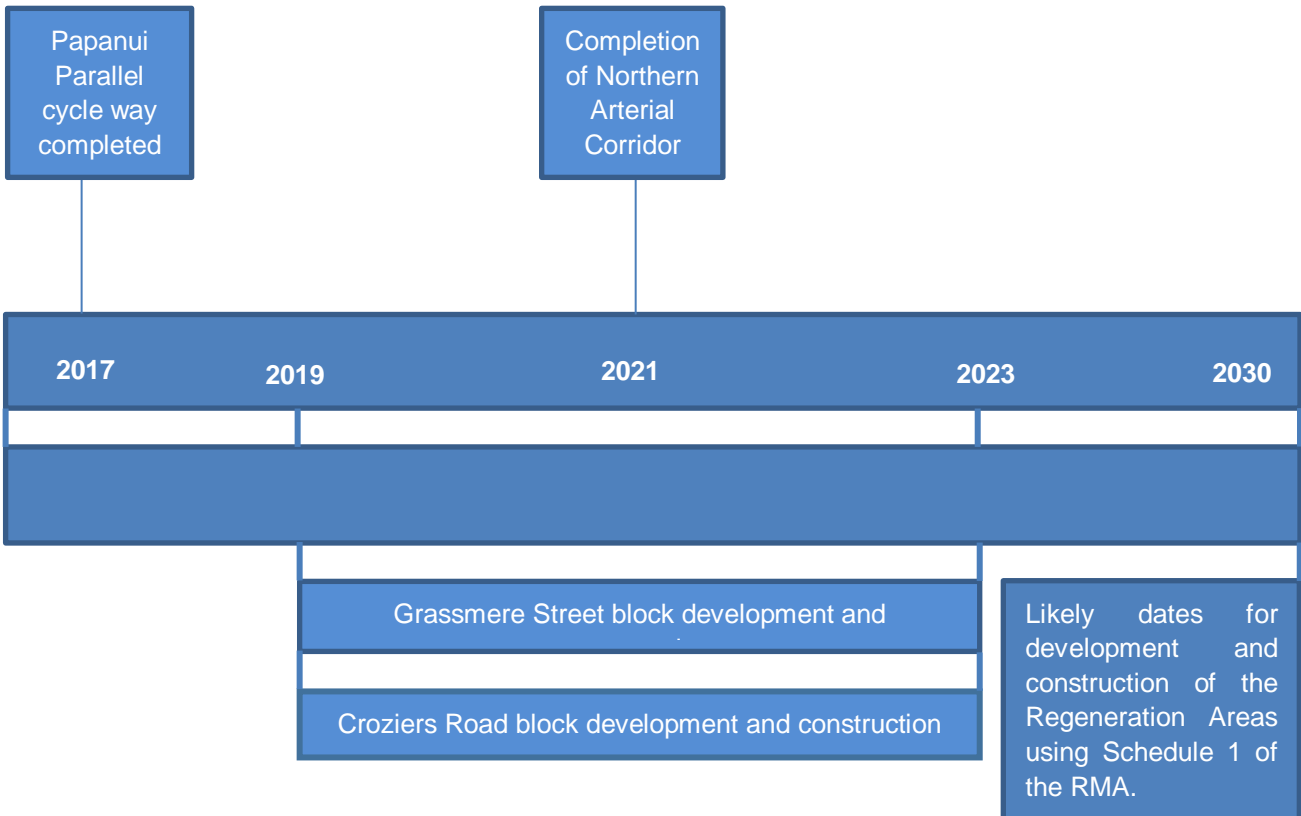 Papanui
Parallel
cycle way
completed
Completion
of Northern
Arterial
Corridor
2017
2019
2021
2023
2030
Grassmere Street block development and
Croziers Road block development and construction
Likely dates for
development and
construction of the
Regeneration Areas
using Schedule 1 of
the RMA.